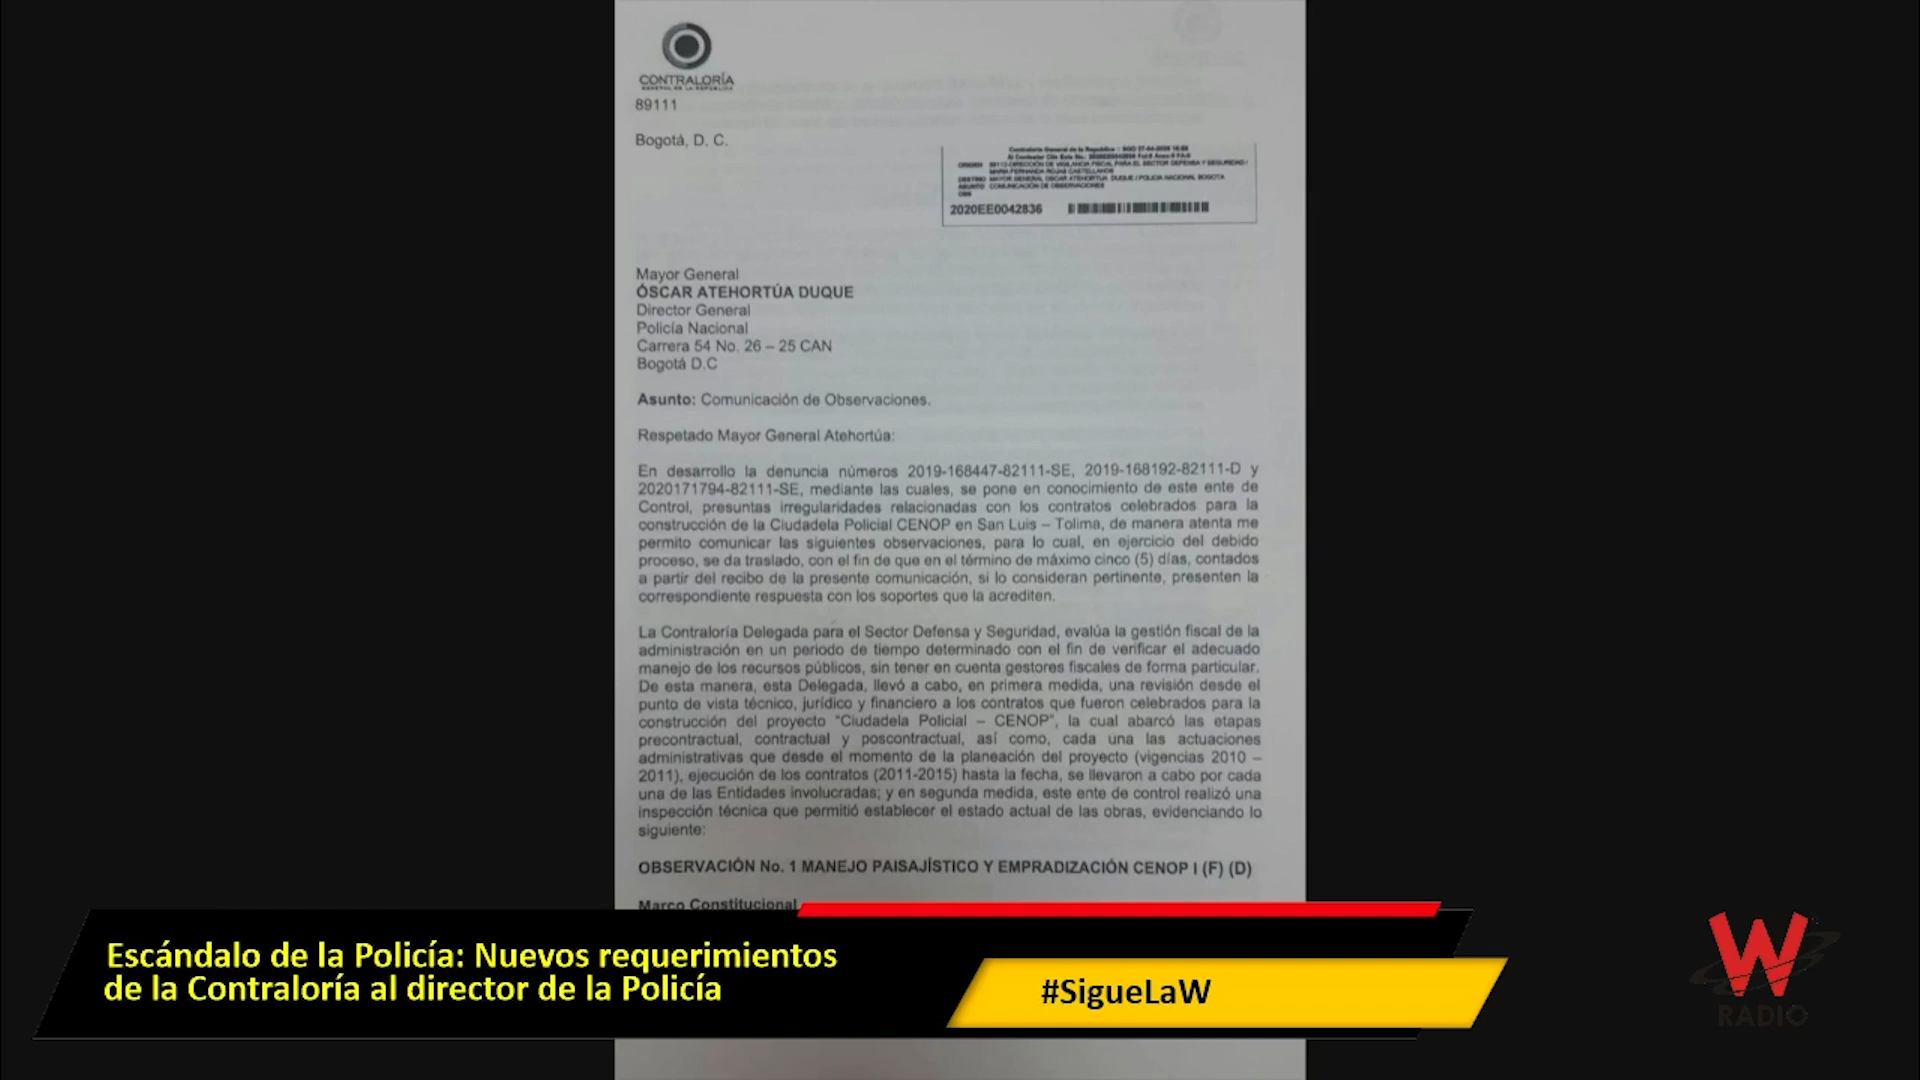 CONTRALORÍA
GENERAL DE LA REPÚBLICA
89111
Bogotá, D. C.
2020EE0042836
Mayor General
ÓSCAR ATEHORTÚA DUQUE
Director General
Policía Nacional
Carrera 54 No. 26 – 25 CAN
Bogotá D.C
Asunto: Comunicación de Observaciones.
Respetado Mayor General Atehortúa:
En desarrollo la denuncia números 2019-168447-82111-SE, 2019-168192-82111-D y
2020171794-82111-SE, mediante las cuales, se pone en conocimiento de este ente de
Control, presuntas irregularidades relacionadas con los contratos celebrados para la
construcción de la Ciudadela Policial CENOP en San Luis – Tolima, de manera atenta me
permito comunicar las siguientes observaciones, para lo cual, en ejercicio del debido
proceso, se da traslado, con el fin de que en el término de máximo cinco (5) días, contados
a partir del recibo de la presente comunicación, si lo consideran pertinente, presenten la
correspondiente respuesta con los soportes que la acrediten.
La Contraloría Delegada para el Sector Defensa y Seguridad, evalúa la gestión fiscal de la
administración en un periodo de tiempo determinado con el fin de verificar el adecuado
manejo de los recursos públicos, sin tener en cuenta gestores fiscales de forma particular.
De esta manera, esta Delegada, llevó a cabo, en primera medida, una revisión desde el
punto de vista técnico, jurídico y financiero a los contratos que fueron celebrados para la
construcción del proyecto “Ciudadela Policial – CENOP”, la cual abarcó las etapas
precontractual, contractual y poscontractual, así como, cada una las actuaciones
administrativas que desde el momento de la planeación del proyecto (vigencias 2010 –
2011), ejecución de los contratos (2011-2015) hasta la fecha, se llevaron a cabo por cada
una de las Entidades involucradas; y en segunda medida, este ente de control realizó una
inspección técnica que permitió establecer el estado actual de las obras, evidenciando lo
siguiente:
OBSERVACIÓN No. 1 MANEJO PAISAJÍSTICO Y EMPRADIZACIÓN CENOP I (F) (D)
Marco Constitucional
Escándalo de la Policía: Nuevos requerimientos
de la Contraloría al director de la Policía
#SigueLaW
W
RADIO